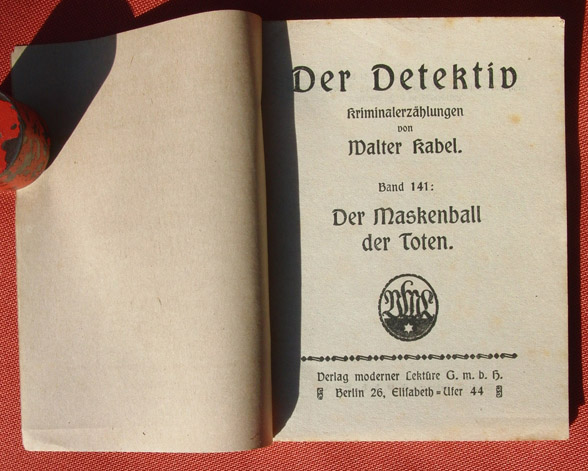 Der Detektiv
Kriminalerzählungen
von
Walter Kabel.
Band 141:
Der Maskenball
der Toten.
VML
Verlag moderner Lektüre G. m. b. H.
Berlin 26, Elisabeth=Ufer 44